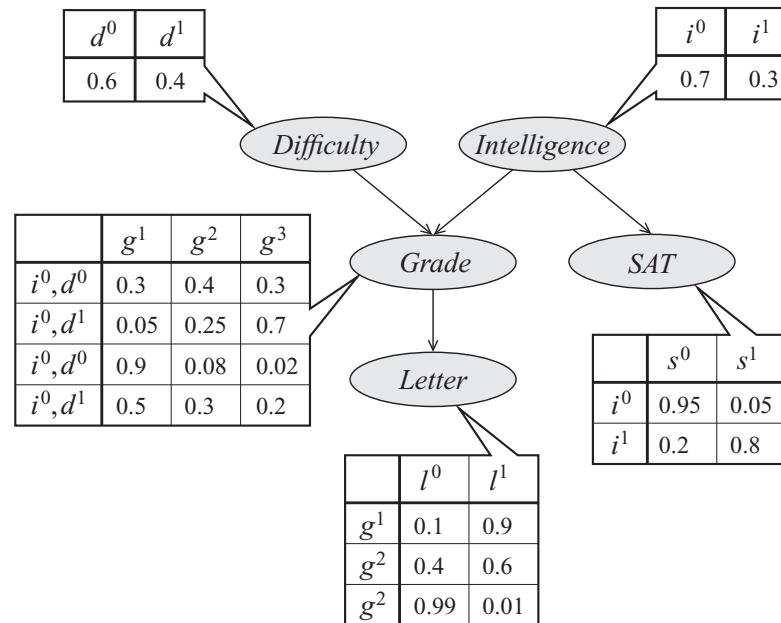 d⁰ d¹
0.6 0.4
i⁰ i¹
0.7 0.3
Difficulty
Intelligence
g¹ g² g³
i⁰,d⁰ 0.3 0.4 0.3
i⁰,d¹ 0.05 0.25 0.7
i⁰,d⁰ 0.9 0.08 0.02
i⁰,d¹ 0.5 0.3 0.2
Grade
SAT
Letter
s⁰ s¹
i⁰ 0.95 0.05
i¹ 0.2 0.8
l⁰ l¹
g¹ 0.1 0.9
g² 0.4 0.6
g² 0.99 0.01